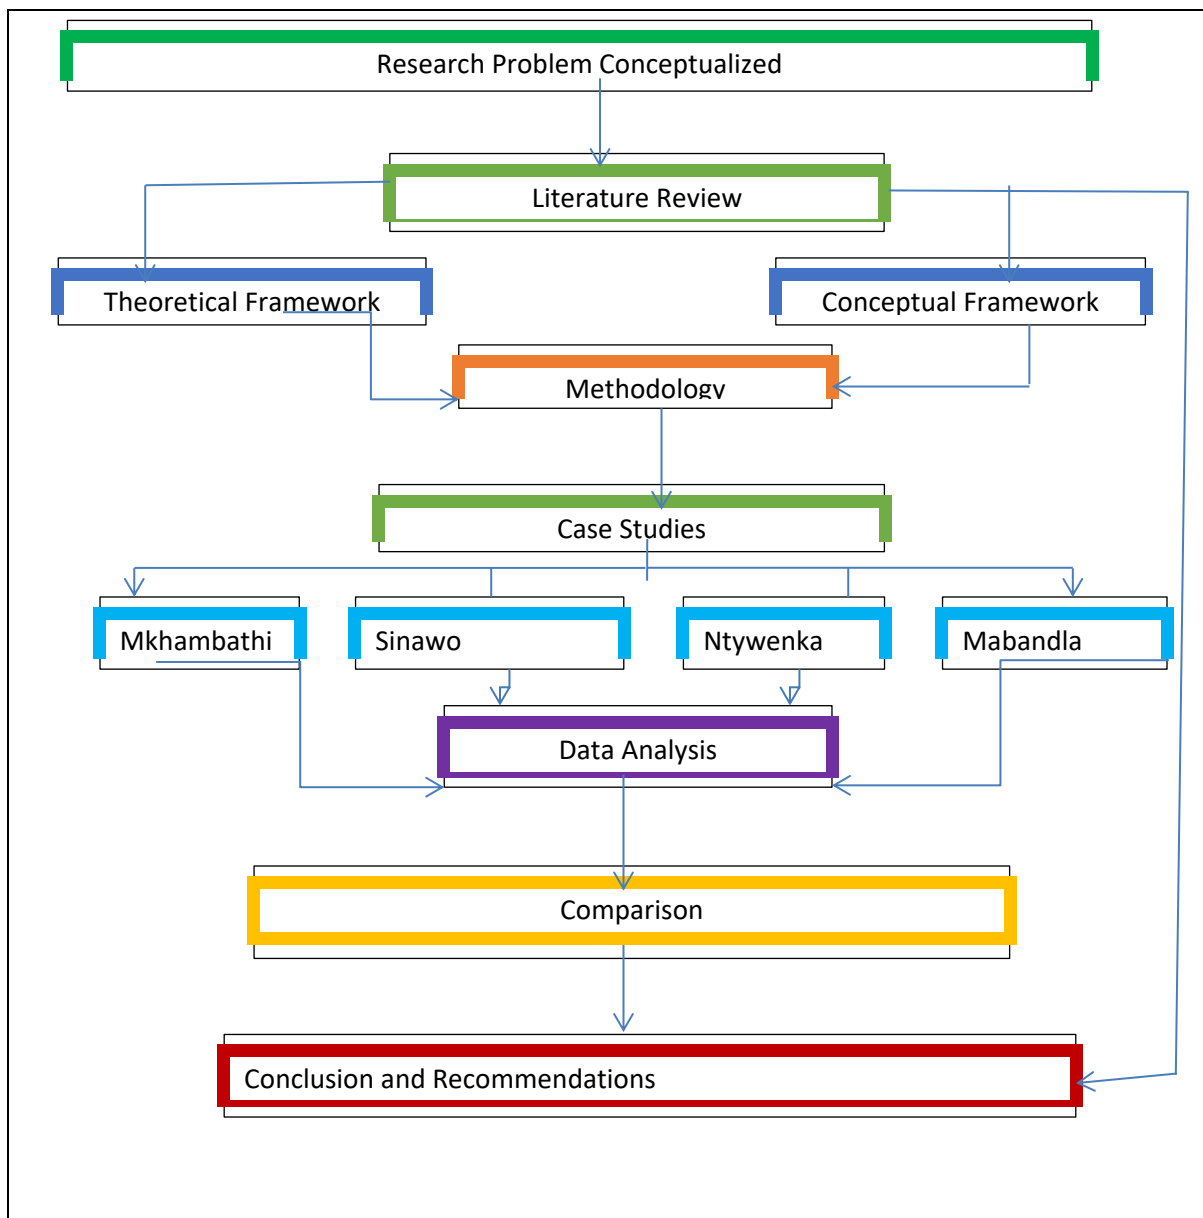 Research Problem Conceptualized
Literature Review
Theoretical Framework
Conceptual Framework
Methodology
Case Studies
Mkhambathi
Sinawo
Ntywenka
Mabandla
Data Analysis
Comparison
Conclusion and Recommendations